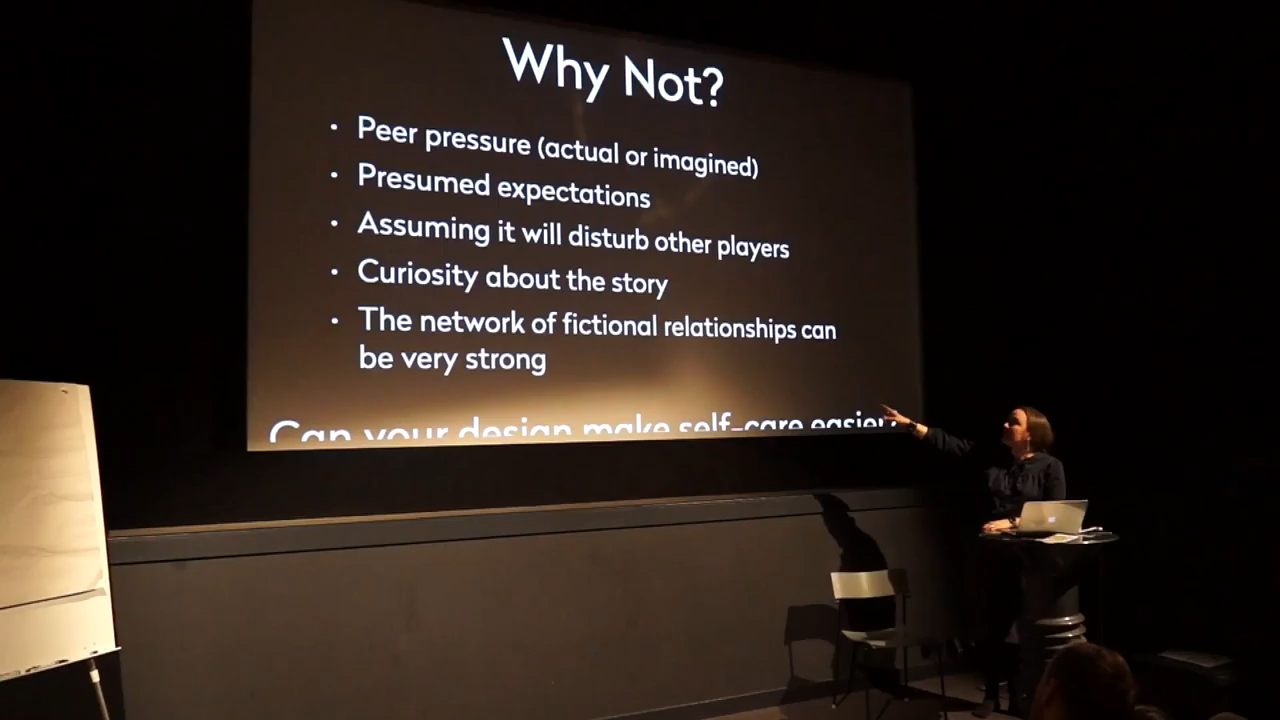 Why Not?
• Peer pressure (actual or imagined)
• Presumed expectations
• Assuming it will disturb other players
• Curiosity about the story
• The network of fictional relationships can
be very strong
Can your design make self-care easier?